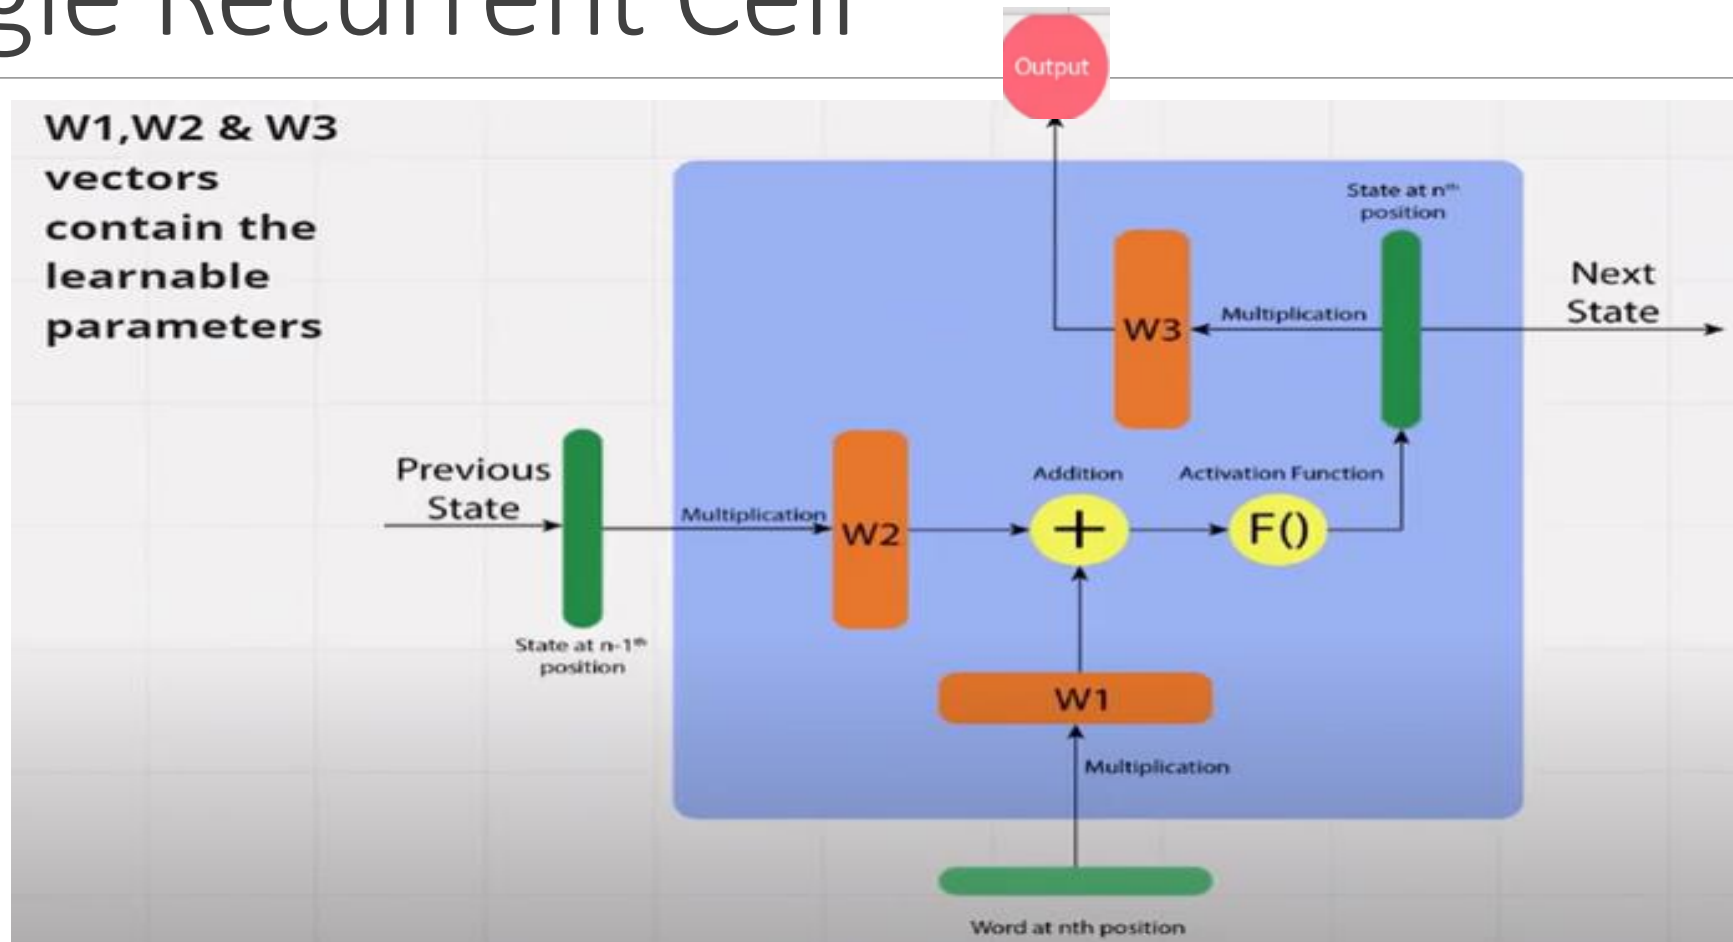 gle Recurrent Cell
Output
W1,W2 & W3
vectors
contain the
learnable
parameters
State at nᵗʰ
position
Next
State
W3
Multiplication
Previous
State
Multiplication
W2
Addition
+
Activation Function
F()
State at n-1ᵗʰ
position
W1
Multiplication
Word at nth position